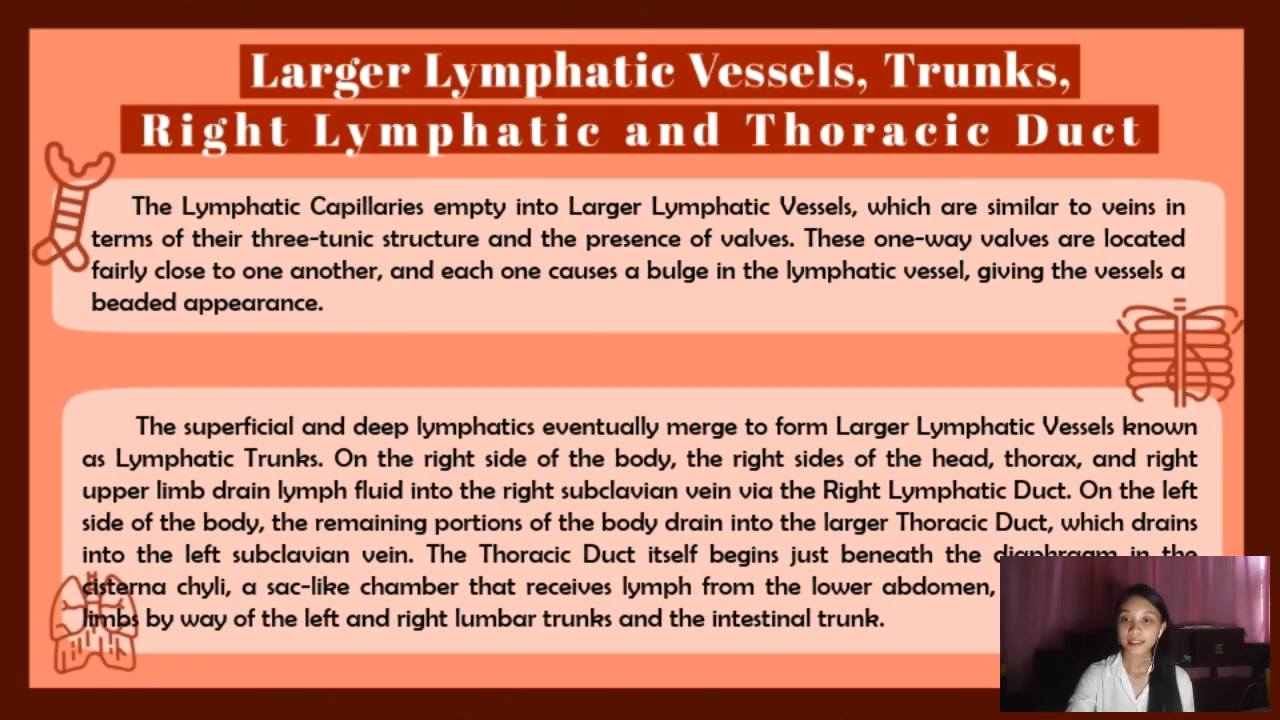 Larger Lymphatic Vessels, Trunks,
Right Lymphatic and Thoracic Duct
The Lymphatic Capillaries empty into Larger Lymphatic Vessels, which are similar to veins in
terms of their three-tunic structure and the presence of valves. These one-way valves are located
fairly close to one another, and each one causes a bulge in the lymphatic vessel, giving the vessels a
beaded appearance.
The superficial and deep lymphatics eventually merge to form Larger Lymphatic Vessels known
as Lymphatic Trunks. On the right side of the body, the right sides of the head, thorax, and right
upper limb drain lymph fluid into the right subclavian vein via the Right Lymphatic Duct. On the left
side of the body, the remaining portions of the body drain into the larger Thoracic Duct, which drains
into the left subclavian vein. The Thoracic Duct itself begins just beneath the diaphragm in the
cisterna chyli, a sac-like chamber that receives lymph from the lower abdomen,
limbs by way of the left and right lumbar trunks and the intestinal trunk.